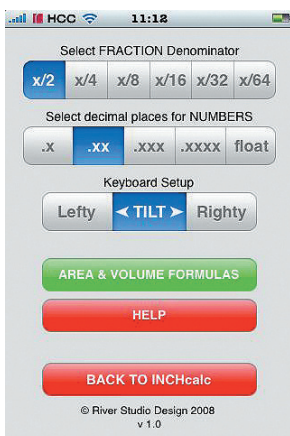 HCC 11:12
Select FRACTION Denominator
x/2 x/4 x/8 x/16 x/32 x/64
Select decimal places for NUMBERS
.x .xx .xxx .xxxx float
Keyboard Setup
Lefty ◄ TILT ► Righty
AREA & VOLUME FORMULAS
HELP
BACK TO INCHcalc
© River Studio Design 2008
v 1.0